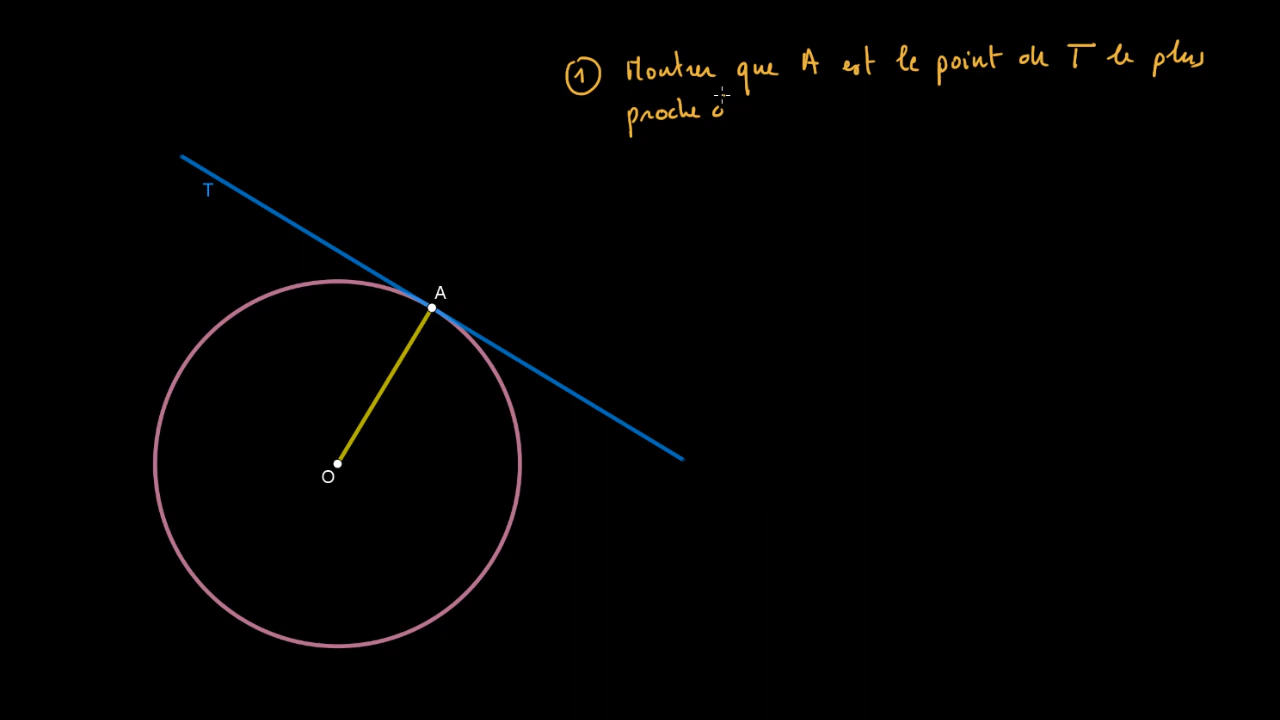 ① Montrer que A est le point de T le plus
proche d
T
A
O